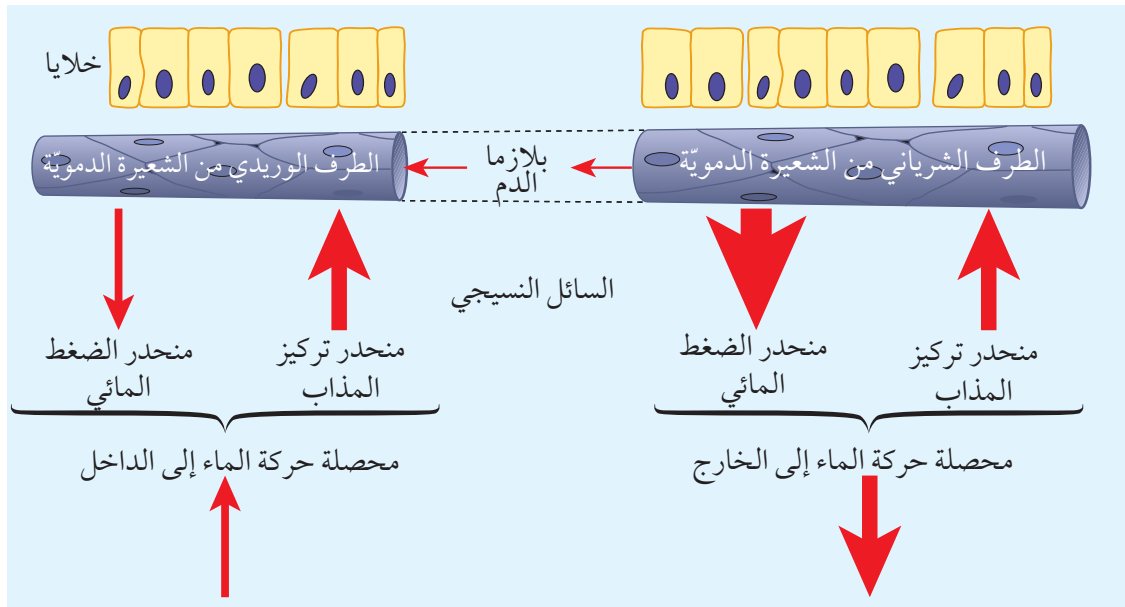 خلايا
الطرف الشرياني من الشعيرة الدمويّة
بلازما
الدم
الطرف الوريدي من الشعيرة الدمويّة
السائل النسيجي
منحدر تركيز
المذاب
منحدر الضغط
المائي
منحدر تركيز
المذاب
منحدر الضغط
المائي
محصلة حركة الماء إلى الخارج
محصلة حركة الماء إلى الداخل